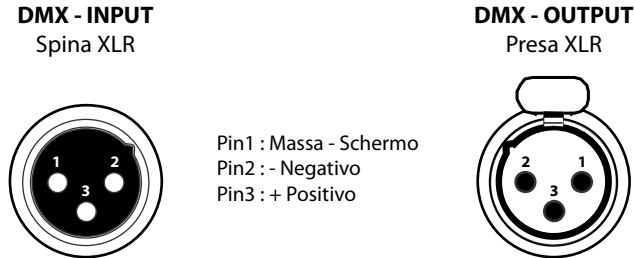 DMX - INPUT
Spina XLR
1 2
3
Pin1 : Massa - Schermo
Pin2 : - Negativo
Pin3 : + Positivo
DMX - OUTPUT
Presa XLR
2 1
3